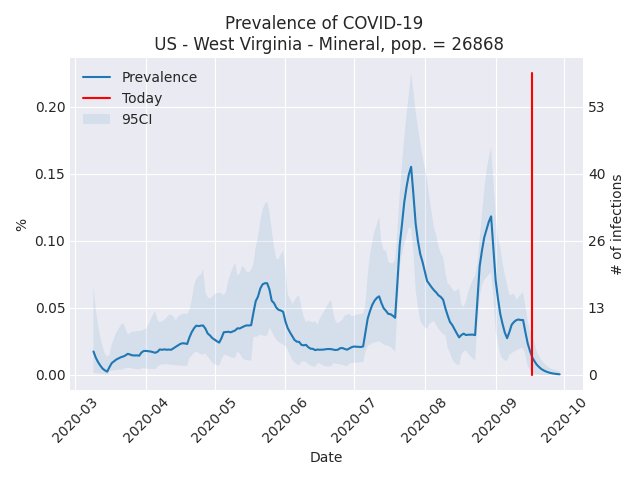 Prevalence of COVID-19
US - West Virginia - Mineral, pop. = 26868
Prevalence
Today
95CI
0.20
0.15
0.10
0.05
0.00
%
53
40
26
13
0
# of infections
2020-03
2020-04
2020-05
2020-06
2020-07
2020-08
2020-09
2020-10
Date